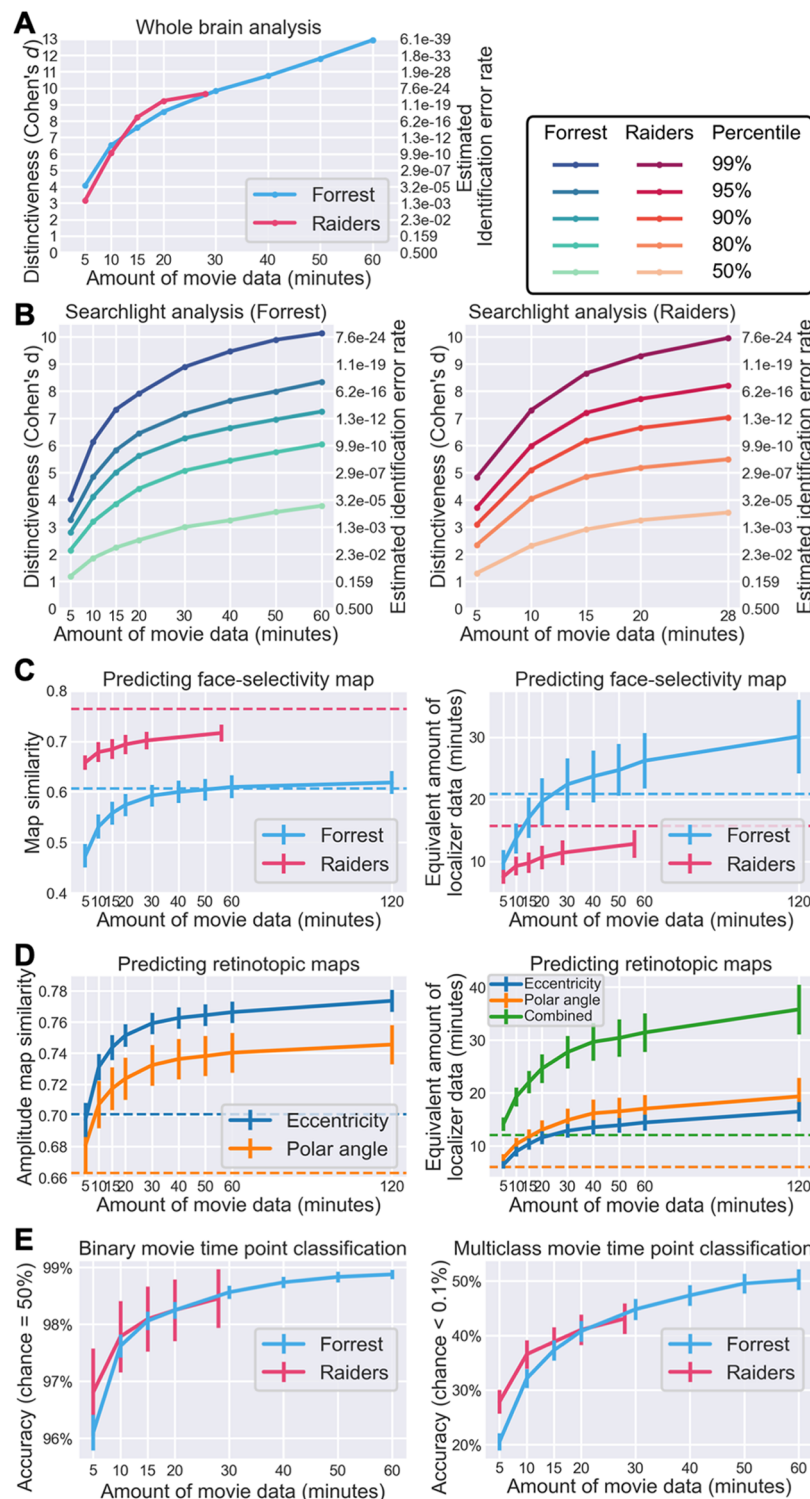 A
Whole brain analysis
Distinctiveness (Cohen's d)
13
12
11
10
9
8
7
6
5
4
3
2
1
0
6.1e-39
1.8e-33
1.9e-28
7.6e-24
1.1e-19
6.2e-16
1.3e-12
9.9e-10
2.9e-07
3.2e-05
1.3e-03
2.3e-02
0.159
0.500
Estimated
Identification error rate
Forrest
Raiders
5 10 15 20 30 40 50 60
Amount of movie data (minutes)
Forrest Raiders Percentile
99%
95%
90%
80%
50%
B
Searchlight analysis (Forrest)
Distinctiveness (Cohen's d)
10
9
8
7
6
5
4
3
2
1
0
7.6e-24
1.1e-19
6.2e-16
1.3e-12
9.9e-10
2.9e-07
3.2e-05
1.3e-03
2.3e-02
0.159
0.500
Estimated identification error rate
5 10 15 20 30 40 50 60
Amount of movie data (minutes)
Searchlight analysis (Raiders)
Distinctiveness (Cohen's d)
10
9
8
7
6
5
4
3
2
1
0
7.6e-24
1.1e-19
6.2e-16
1.3e-12
9.9e-10
2.9e-07
3.2e-05
1.3e-03
2.3e-02
0.159
0.500
Estimated identification error rate
5 10 15 20 28
Amount of movie data (minutes)
C
Predicting face-selectivity map
Map similarity
0.8
0.7
0.6
0.5
0.4
Forrest
Raiders
5 10 15 20 30 40 50 60 120
Amount of movie data (minutes)
Predicting face-selectivity map
Equivalent amount of
localizer data (minutes)
30
20
10
Forrest
Raiders
5 10 15 20 30 40 50 60 120
Amount of movie data (minutes)
D
Predicting retinotopic maps
Amplitude map similarity
0.78
0.76
0.74
0.72
0.70
0.68
0.66
Eccentricity
Polar angle
5 10 15 20 30 40 50 60 120
Amount of movie data (minutes)
Predicting retinotopic maps
Equivalent amount of
localizer data (minutes)
40
30
20
10
Eccentricity
Polar angle
Combined
5 10 15 20 30 40 50 60 120
Amount of movie data (minutes)
E
Binary movie time point classification
Accuracy (chance = 50%)
99%
98%
97%
96%
Forrest
Raiders
5 10 15 20 30 40 50 60
Amount of movie data (minutes)
Multiclass movie time point classification
Accuracy (chance < 0.1%)
50%
40%
30%
20%
Forrest
Raiders
5 10 15 20 30 40 50 60
Amount of movie data (minutes)